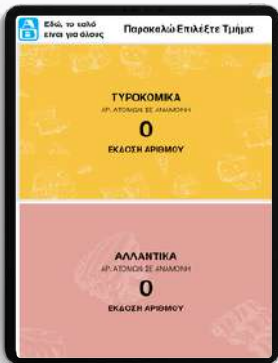 ΑΒ Εδώ, το καλό
είναι για όλους
Παρακαλώ Επιλέξτε Τμήμα
ΤΥΡΟΚΟΜΙΚΑ
ΑΡ. ΑΤΟΜΩΝ ΣΕ ΑΝΑΜΟΝΗ
0
ΕΚΔΟΣΗ ΑΡΙΘΜΟΥ
ΑΛΛΑΝΤΙΚΑ
ΑΡ. ΑΤΟΜΩΝ ΣΕ ΑΝΑΜΟΝΗ
0
ΕΚΔΟΣΗ ΑΡΙΘΜΟΥ